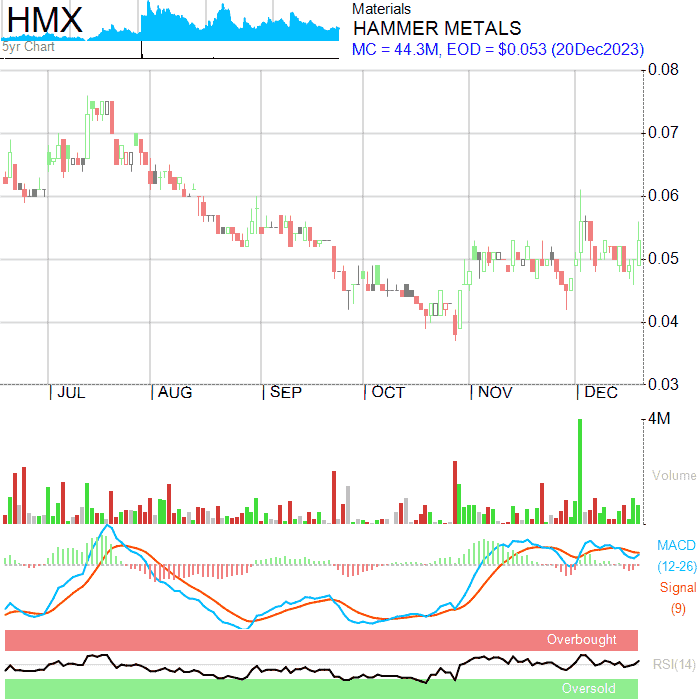 HMX
5yr Chart
Materials
HAMMER METALS
MC = 44.3M, EOD = $0.053 (20Dec2023)
0.08
0.07
0.06
0.05
0.04
0.03
JUL AUG SEP OCT NOV DEC
4M
Volume
MACD
(12-26)
Signal
(9)
Overbought
RSI(14)
Oversold